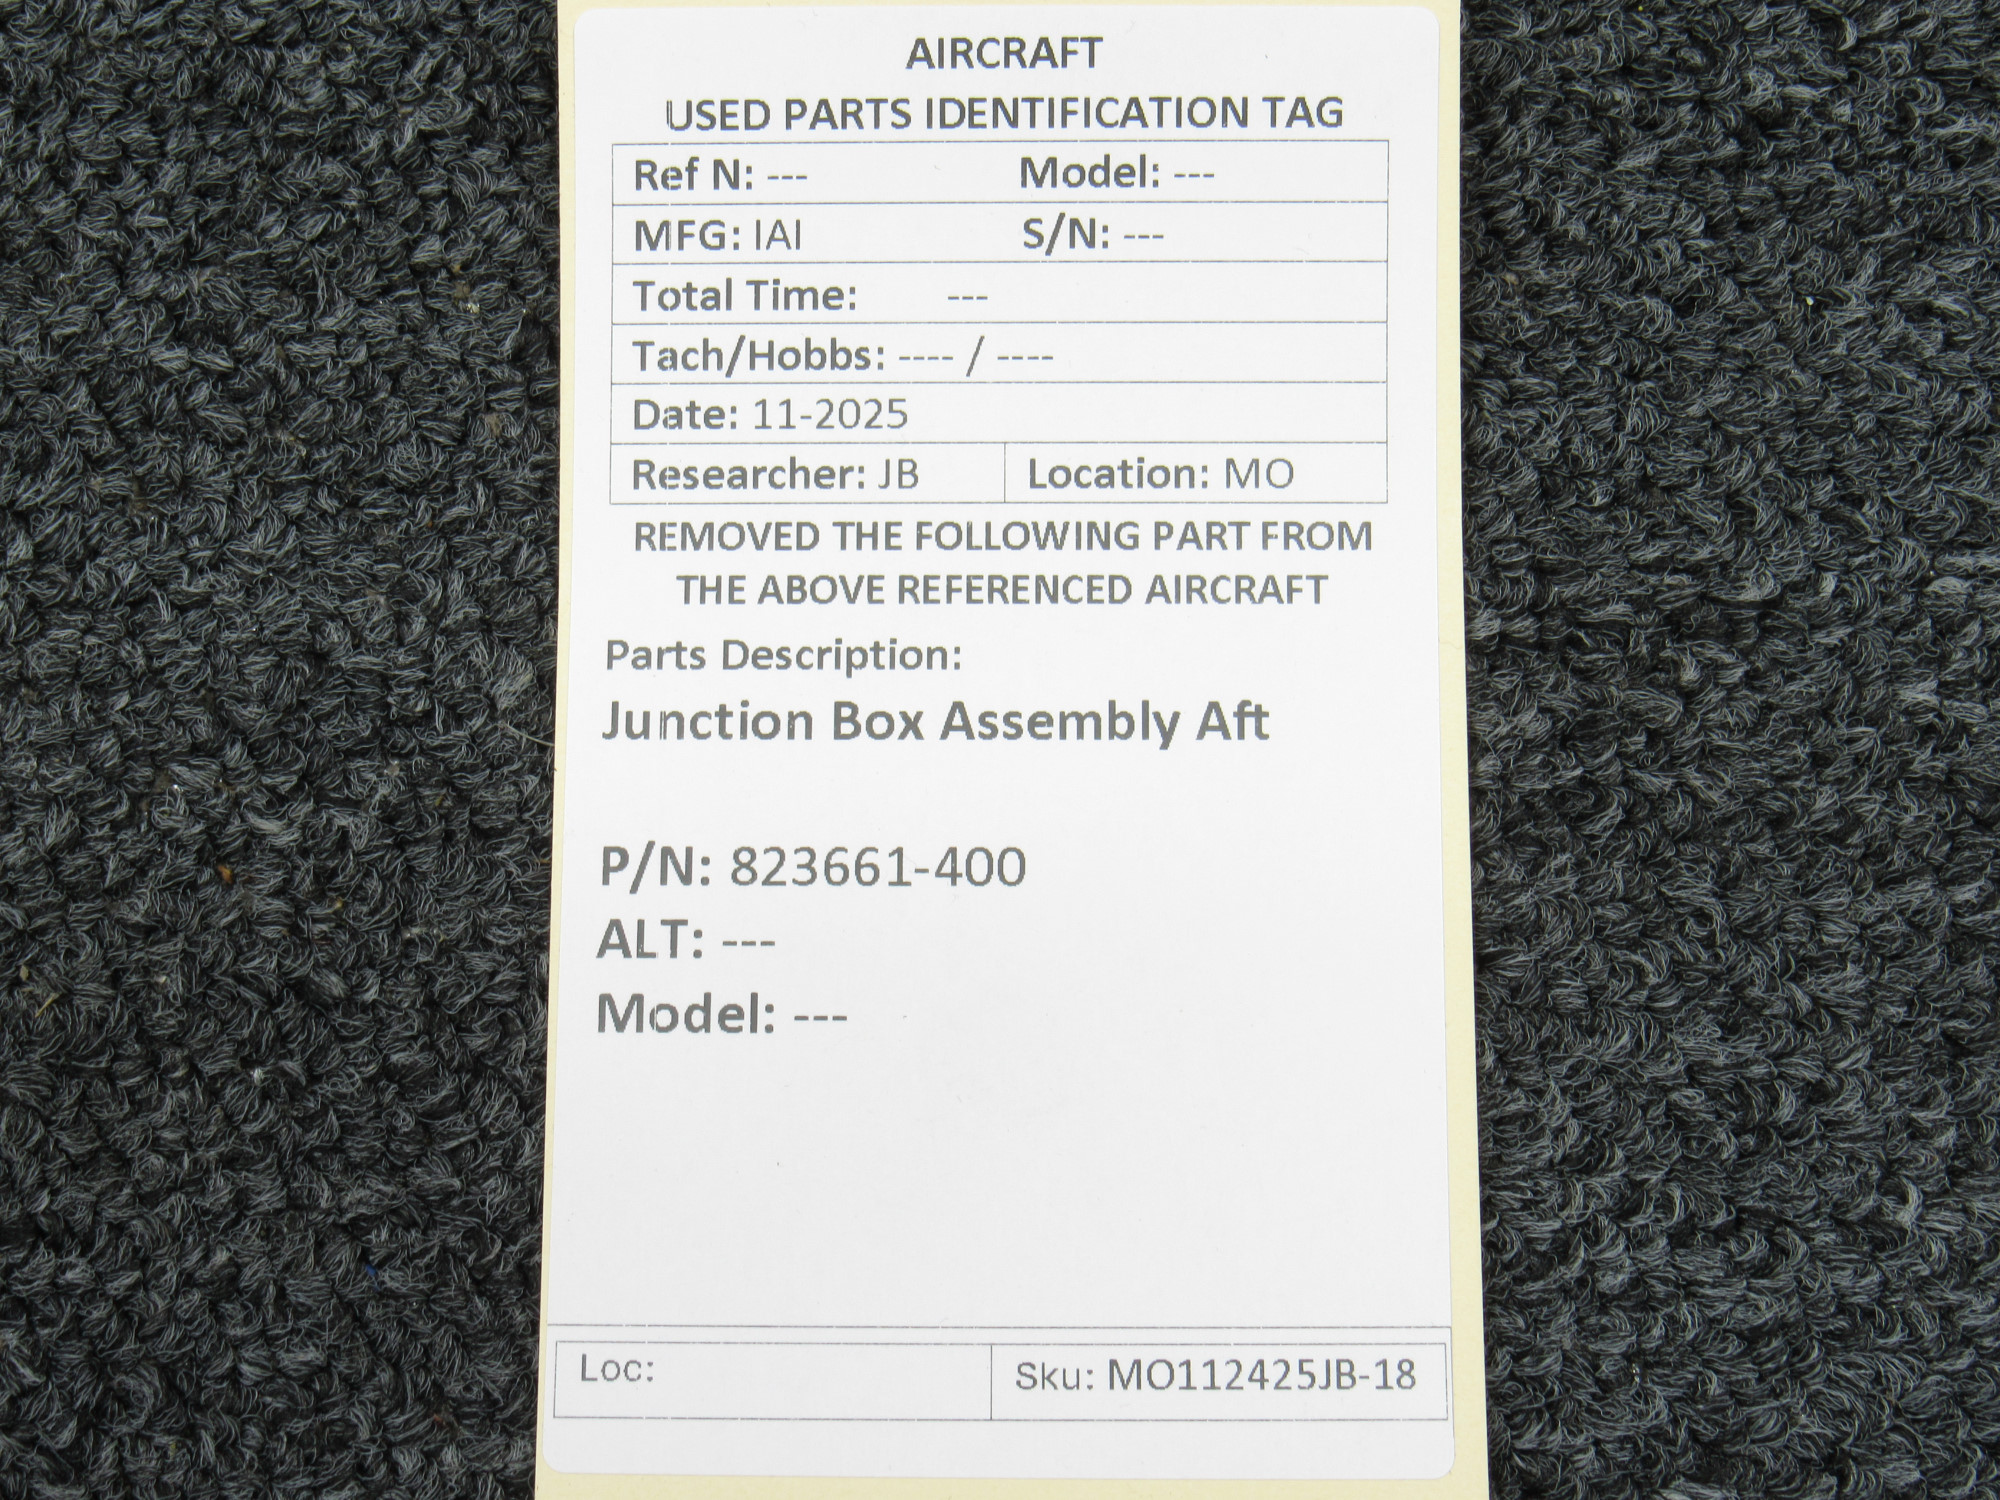 AIRCRAFT
USED PARTS IDENTIFICATION TAG
Ref N: --- Model: ---
MFG: IAI S/N: ---
Total Time: ---
Tach/Hobbs: ---- / ----
Date: 11-2025
Researcher: JB Location: MO
REMOVED THE FOLLOWING PART FROM
THE ABOVE REFERENCED AIRCRAFT
Parts Description:
Junction Box Assembly Aft
P/N: 823661-400
ALT: ---
Model: ---
Loc: Sku: MO112425JB-18